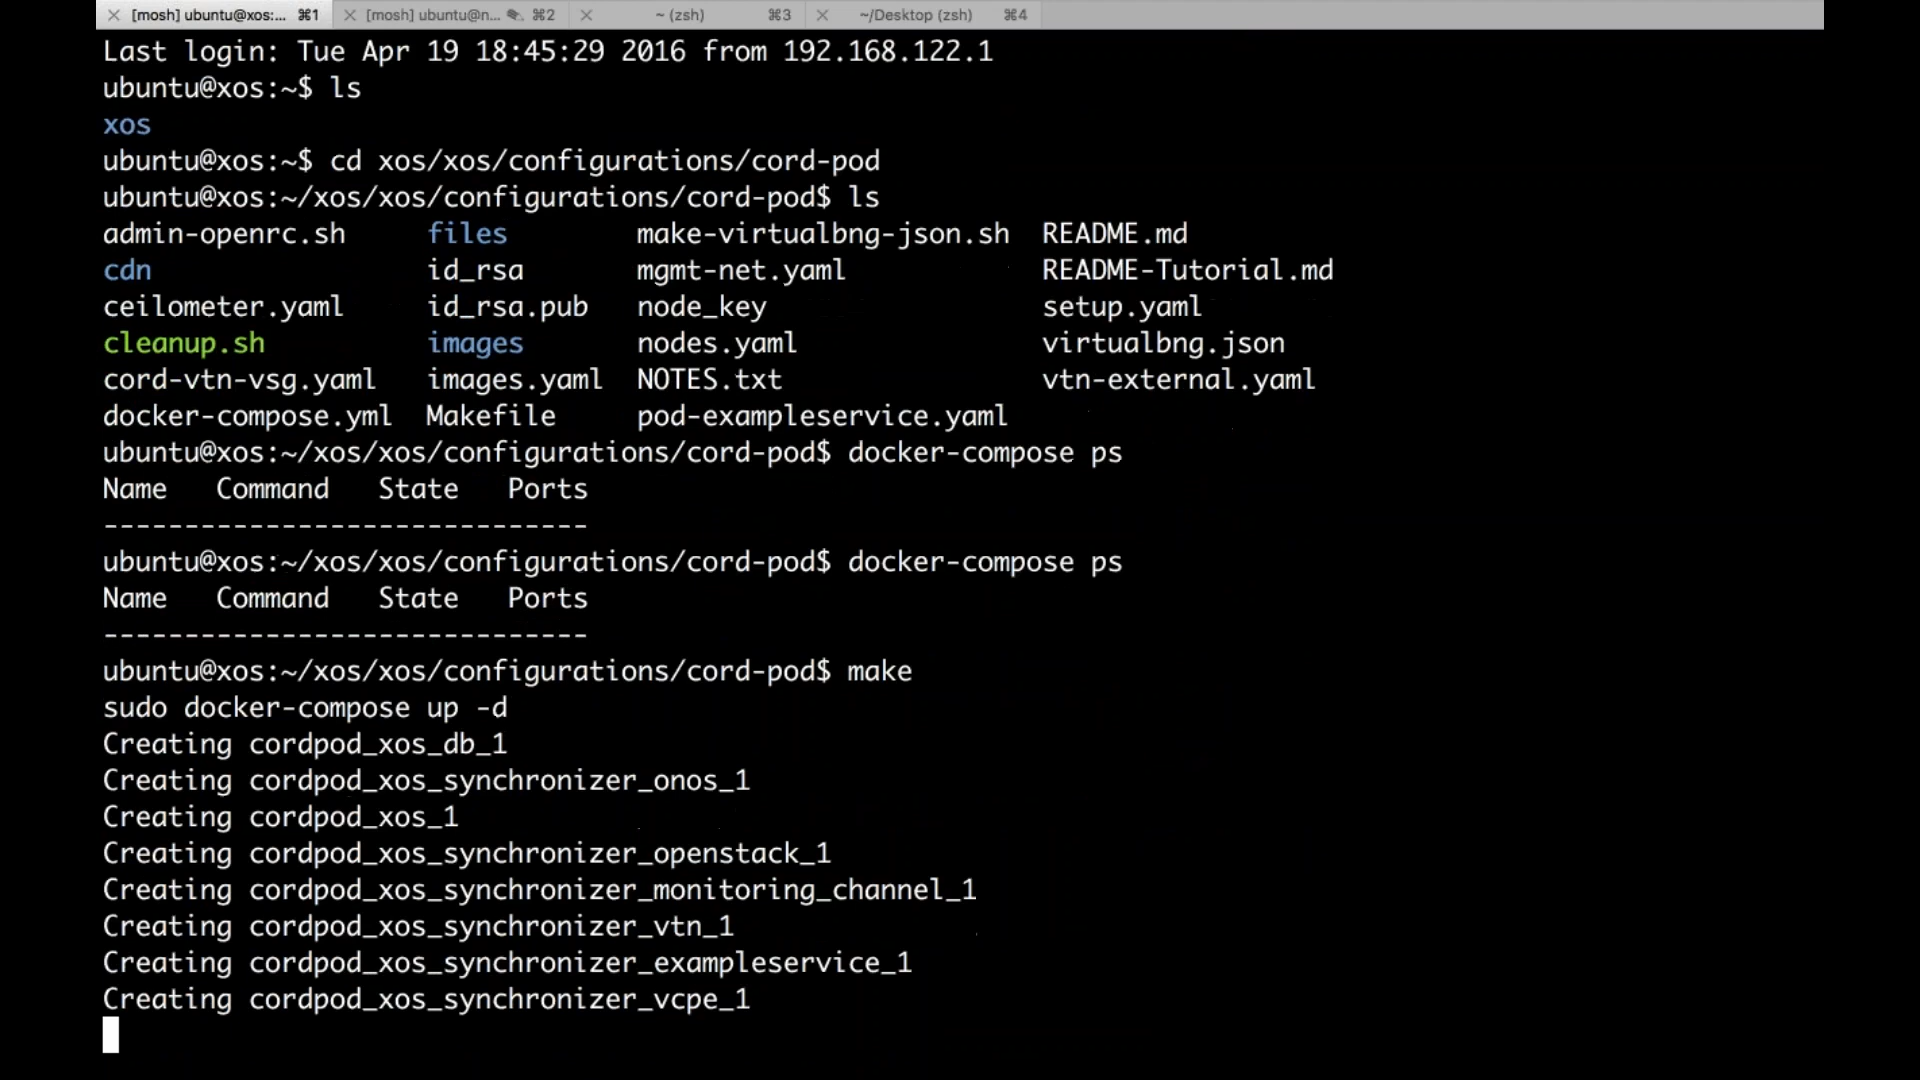 [mosh] ubuntu@xos:... ⌘1 [mosh] ubuntu@n... ⌘2 ~ (zsh) ⌘3 ~/Desktop (zsh) ⌘4
Last login: Tue Apr 19 18:45:29 2016 from 192.168.122.1
ubuntu@xos:~$ ls
xos
ubuntu@xos:~$ cd xos/xos/configurations/cord-pod
ubuntu@xos:~/xos/xos/configurations/cord-pod$ ls
admin-openrc.sh files make-virtualbng-json.sh README.md
cdn id_rsa mgmt-net.yaml README-Tutorial.md
ceilometer.yaml id_rsa.pub node_key setup.yaml
cleanup.sh images nodes.yaml virtualbng.json
cord-vtn-vsg.yaml images.yaml NOTES.txt vtn-external.yaml
docker-compose.yml Makefile pod-exampleservice.yaml
ubuntu@xos:~/xos/xos/configurations/cord-pod$ docker-compose ps
Name Command State Ports
------------------------------
ubuntu@xos:~/xos/xos/configurations/cord-pod$ docker-compose ps
Name Command State Ports
------------------------------
ubuntu@xos:~/xos/xos/configurations/cord-pod$ make
sudo docker-compose up -d
Creating cordpod_xos_db_1
Creating cordpod_xos_synchronizer_onos_1
Creating cordpod_xos_1
Creating cordpod_xos_synchronizer_openstack_1
Creating cordpod_xos_synchronizer_monitoring_channel_1
Creating cordpod_xos_synchronizer_vtn_1
Creating cordpod_xos_synchronizer_exampleservice_1
Creating cordpod_xos_synchronizer_vcpe_1